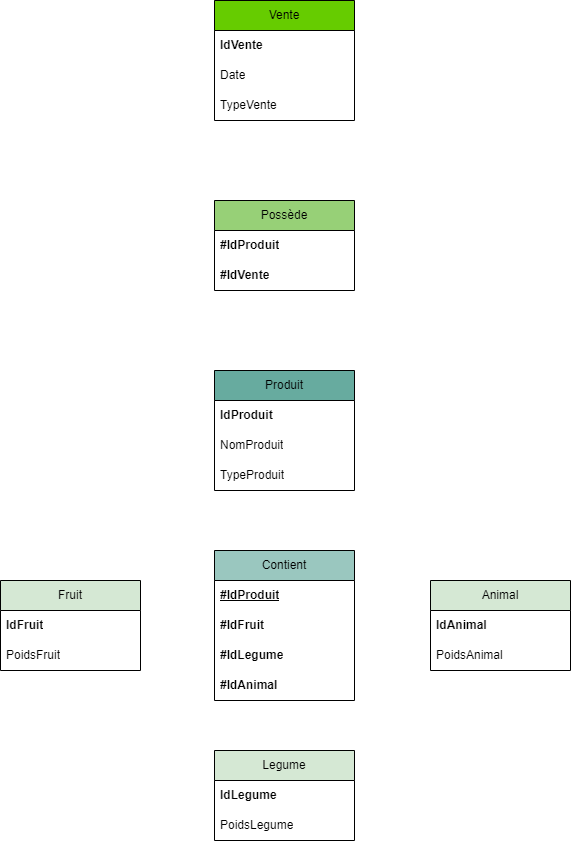 Vente
IdVente
Date
TypeVente
Possède
#IdProduit
#IdVente
Produit
IdProduit
NomProduit
TypeProduit
Contient
#IdProduit
#IdFruit
#IdLegume
#IdAnimal
Fruit
IdFruit
PoidsFruit
Animal
IdAnimal
PoidsAnimal
Legume
IdLegume
PoidsLegume